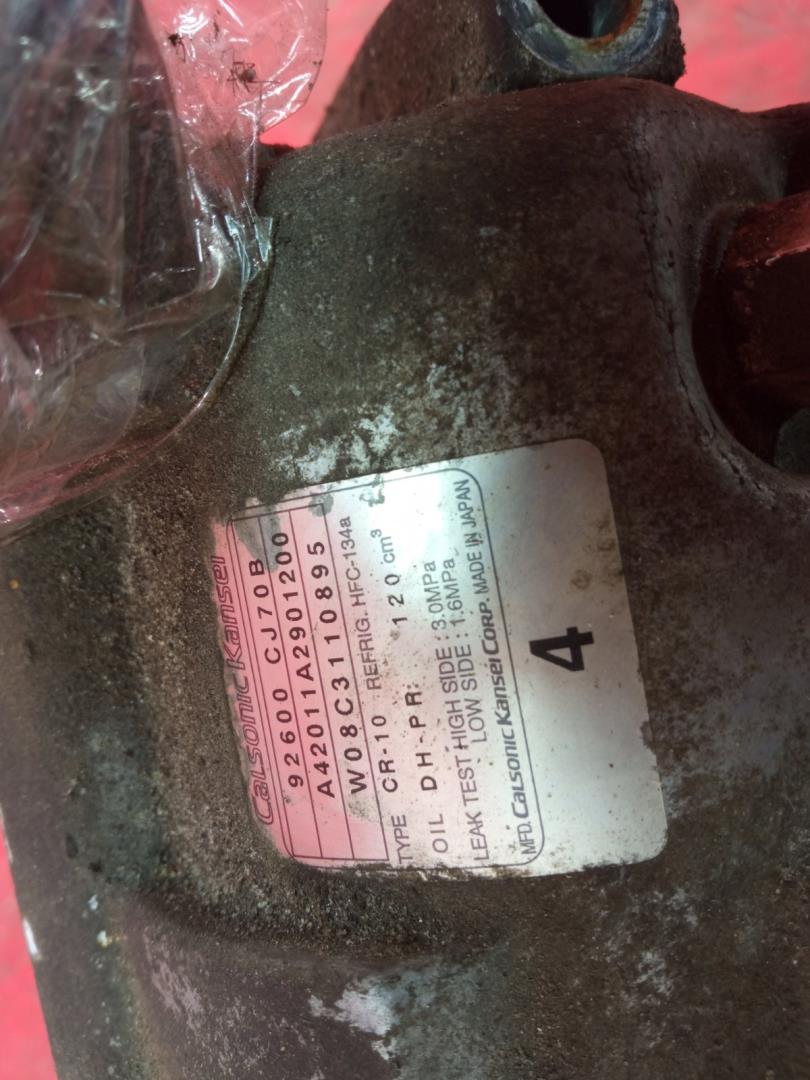 Calsonic Kansei
92600 CJ70B
A42011A2901200
W08C3110895
TYPE CR-10 REFRIG. HFC-134a
OIL DH-PR: 120 cm³
LEAK TEST HIGH SIDE : 3.0MPa
LOW SIDE : 1.6MPa
MFD. Calsonic Kansei CORP. MADE IN JAPAN
4